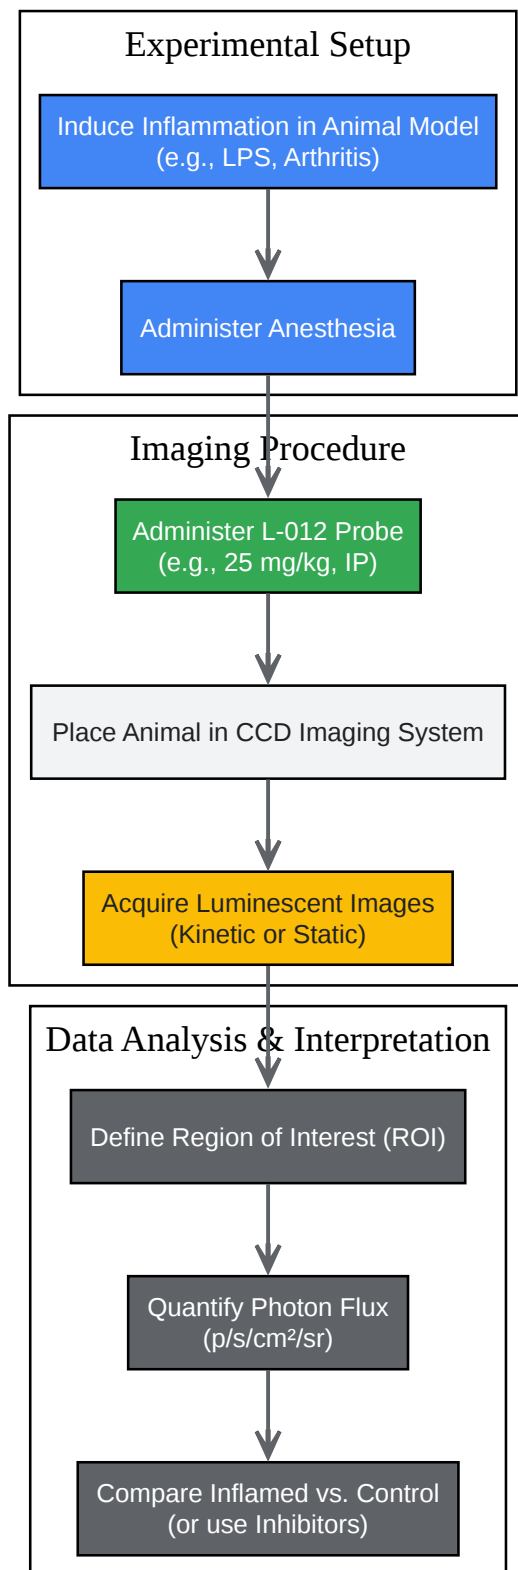 Experimental Setup
Induce Inflammation in Animal Model
(e.g., LPS, Arthritis)
Administer Anesthesia
Imaging Procedure
Administer L-012 Probe
(e.g., 25 mg/kg, IP)
Place Animal in CCD Imaging System
Acquire Luminescent Images
(Kinetic or Static)
Data Analysis & Interpretation
Define Region of Interest (ROI)
Quantify Photon Flux
(p/s/cm²/sr)
Compare Inflamed vs. Control
(or use Inhibitors)